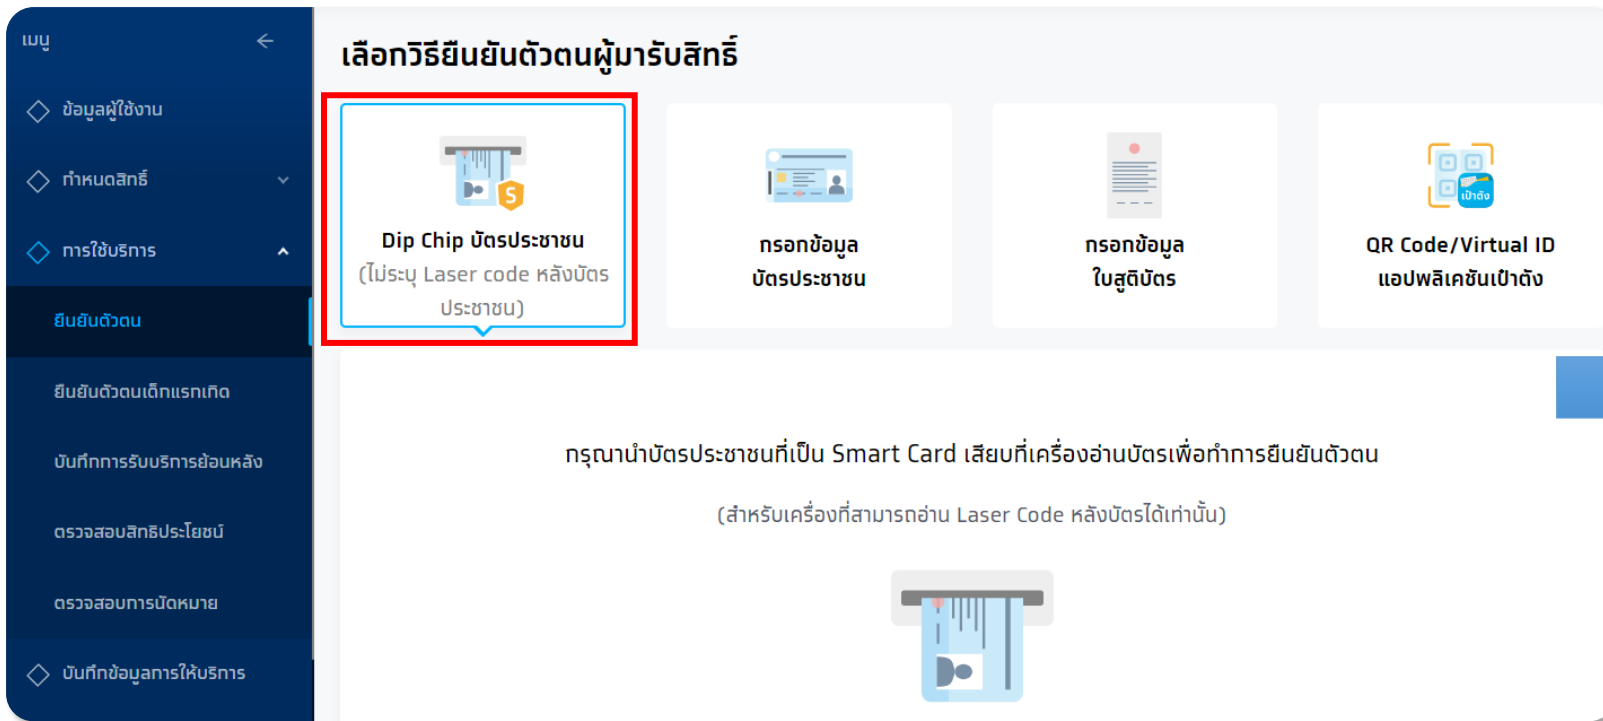 เมนู
ข้อมูลผู้ใช้งาน
กำหนดสิทธิ์
การใช้บริการ
ยืนยันตัวตน
ยืนยันตัวตนเด็กแรกเกิด
บันทึกการรับบริการย้อนหลัง
ตรวจสอบสิทธิประโยชน์
ตรวจสอบการนัดหมาย
บันทึกข้อมูลการให้บริการ
เลือกวิธียืนยันตัวตนผู้มารับสิทธิ์
S
Dip Chip บัตรประชาชน
(ไม่ระบุ Laser code หลังบัตร
ประชาชน)
กรอกข้อมูล
บัตรประชาชน
กรอกข้อมูล
ใบสูติบัตร
เป๋าตัง
QR Code/Virtual ID
แอปพลิเคชันเป๋าตัง
กรุณานำบัตรประชาชนที่เป็น Smart Card เสียบที่เครื่องอ่านบัตรเพื่อทำการยืนยันตัวตน
(สำหรับเครื่องที่สามารถอ่าน Laser Code หลังบัตรได้เท่านั้น)